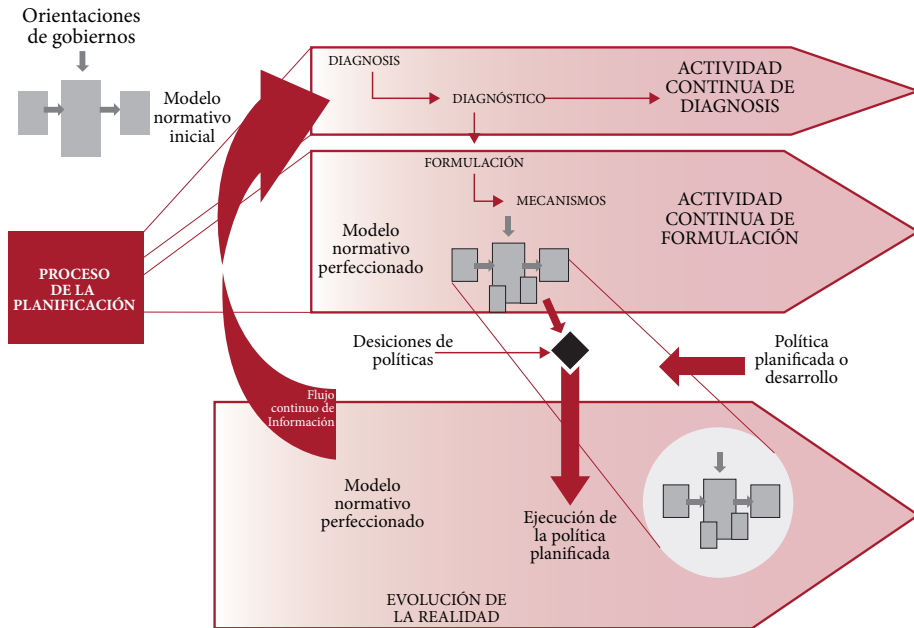 Orientaciones
de gobiernos
Modelo
normativo
inicial
DIAGNOSIS
DIAGNÓSTICO
ACTIVIDAD
CONTINUA DE
DIAGNOSIS
FORMULACIÓN
MECANISMOS
ACTIVIDAD
CONTINUA DE
FORMULACIÓN
Modelo
normativo
perfeccionado
PROCESO
DE LA
PLANIFICACIÓN
Desiciones de
políticas
Política
planificada o
desarrollo
Flujo
continuo de
Información
Modelo
normativo
perfeccionado
Ejecución de
la política
planificada
EVOLUCIÓN DE
LA REALIDAD